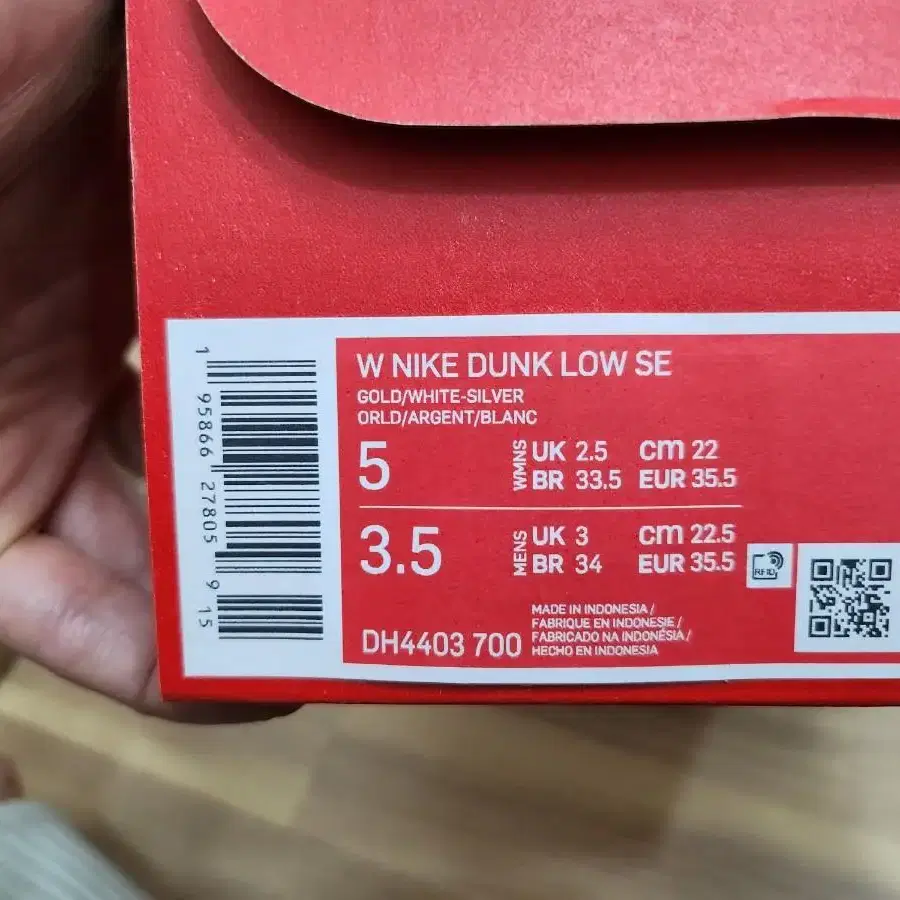 1 95866 27805 9 15
W NIKE DUNK LOW SE
GOLD/WHITE-SILVER
ORLD/ARGENT/BLANC
5
WMNS
UK 2.5 cm 22
BR 33.5 EUR 35.5
3.5
MENS
UK 3 cm 22.5
BR 34 EUR 35.5
RFID
DH4403 700
MADE IN INDONESIA /
FABRIQUE EN INDONESIE /
FABRICADO NA INDONÉSIA /
HECHO EN INDONESIA